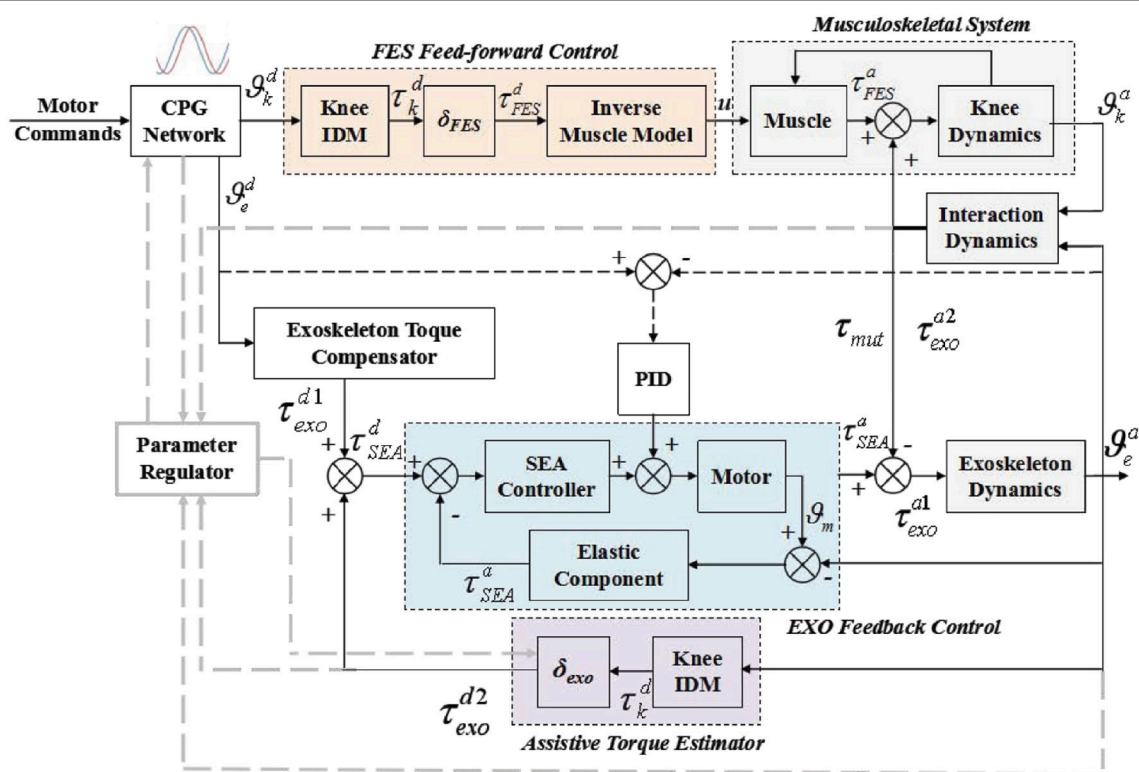 Musculoskeletal System
FES Feed-forward Control
ϑ_k^d
Motor
Commands
CPG
Network
Knee
IDM
τ_k^d
δ_FES
τ_FES^d
Inverse
Muscle Model
u
Muscle
τ_FES^a
+
+
Knee
Dynamics
ϑ_k^a
ϑ_e^d
Interaction
Dynamics
+
-
Exoskeleton Toque
Compensator
PID
τ_mut
τ_exo^a2
τ_exo^d1
Parameter
Regulator
+
+
τ_SEA^d
+
-
SEA
Controller
+
+
Motor
τ_SEA^a
+
-
Exoskeleton
Dynamics
ϑ_e^a
τ_exo^a1
ϑ_m
+
-
Elastic
Component
τ_SEA^a
EXO Feedback Control
δ_exo
τ_k^d
Knee
IDM
τ_exo^d2
Assistive Torque Estimator